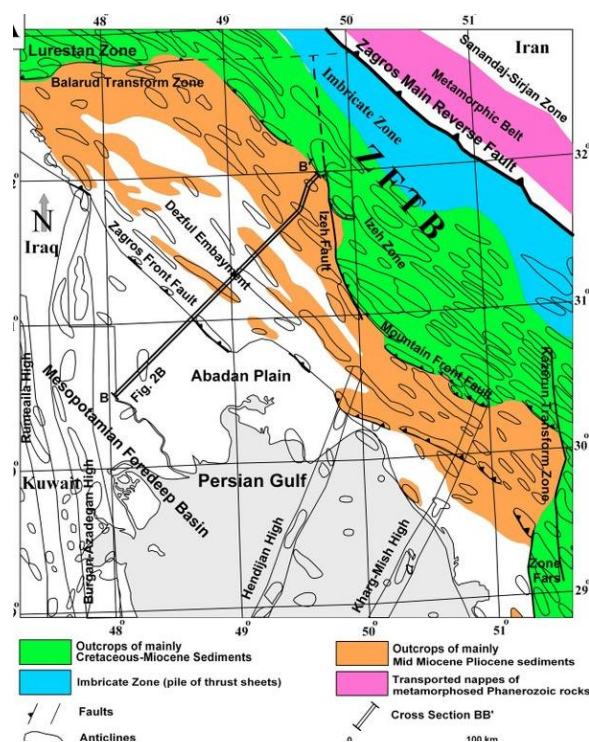 A
48°
49°
50°
51°
Lurestan Zone
Iran
Sanandaj-Sirjan Zone
Balarud Transform Zone
Zagros Main Reverse Fault
Metamorphic Belt
Imbricate Zone
32°
ZFTB
2°
B'
N
Iraq
Dezful Embayment
Izeh Fault
Izeh Zone
Zagros Front Fault
31°
1°
Mountain Front Fault
Fig. 2B
B
Abadan Plain
Kazerun Transform Zone
Rumeaila High
Mesopotamian Foredeep Basin
30°
Kuwait
Persian Gulf
Burgan-Azadegan High
Hendijan High
Kharg-Mish High
Zone
Fars
29°
48°
49°
50°
51°
Outcrops of mainly
Cretaceous-Miocene Sediments
Outcrops of mainly
Mid Miocene Pliocene sediments
Imbricate Zone (pile of thrust sheets)
Transported nappes
of metamorphosed Phanerozoic rocks
Faults
Cross Section BB'
Anticlines
0
100 km